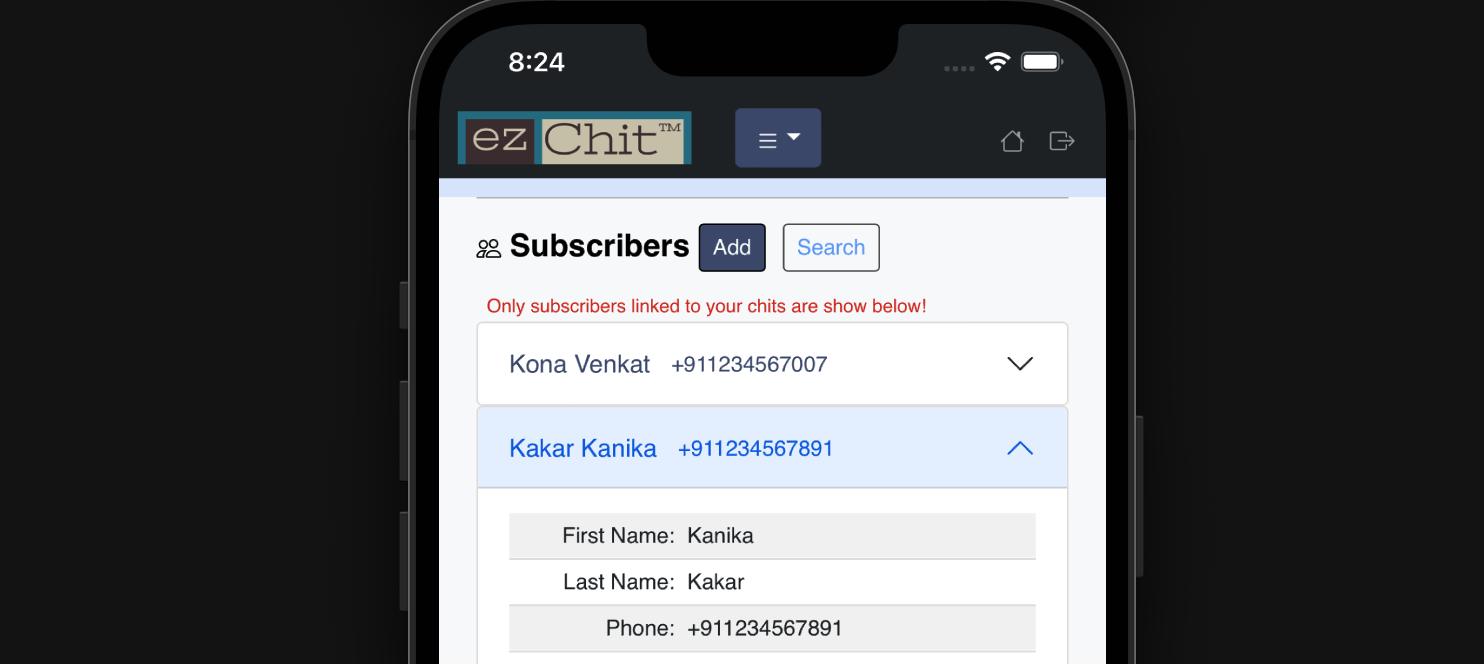 8:24
ez Chit™
Subscribers Add Search
Only subscribers linked to your chits are show below!
Kona Venkat +911234567007
Kakar Kanika +911234567891
First Name: Kanika
Last Name: Kakar
Phone: +911234567891